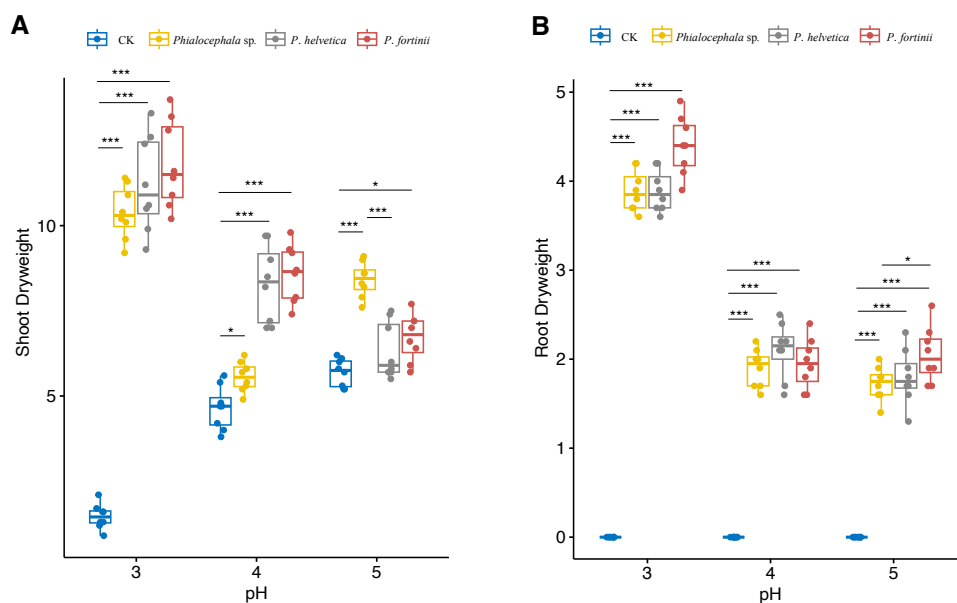 A
CK Phialocephala sp. P. helvetica P. fortinii
***
***
***
***
***
*
*
***
***
10
5
Shoot Dryweight
3 4 5
pH
B
CK Phialocephala sp. P. helvetica P. fortinii
***
***
***
***
***
***
*
***
***
***
5
4
3
2
1
0
Root Dryweight
3 4 5
pH